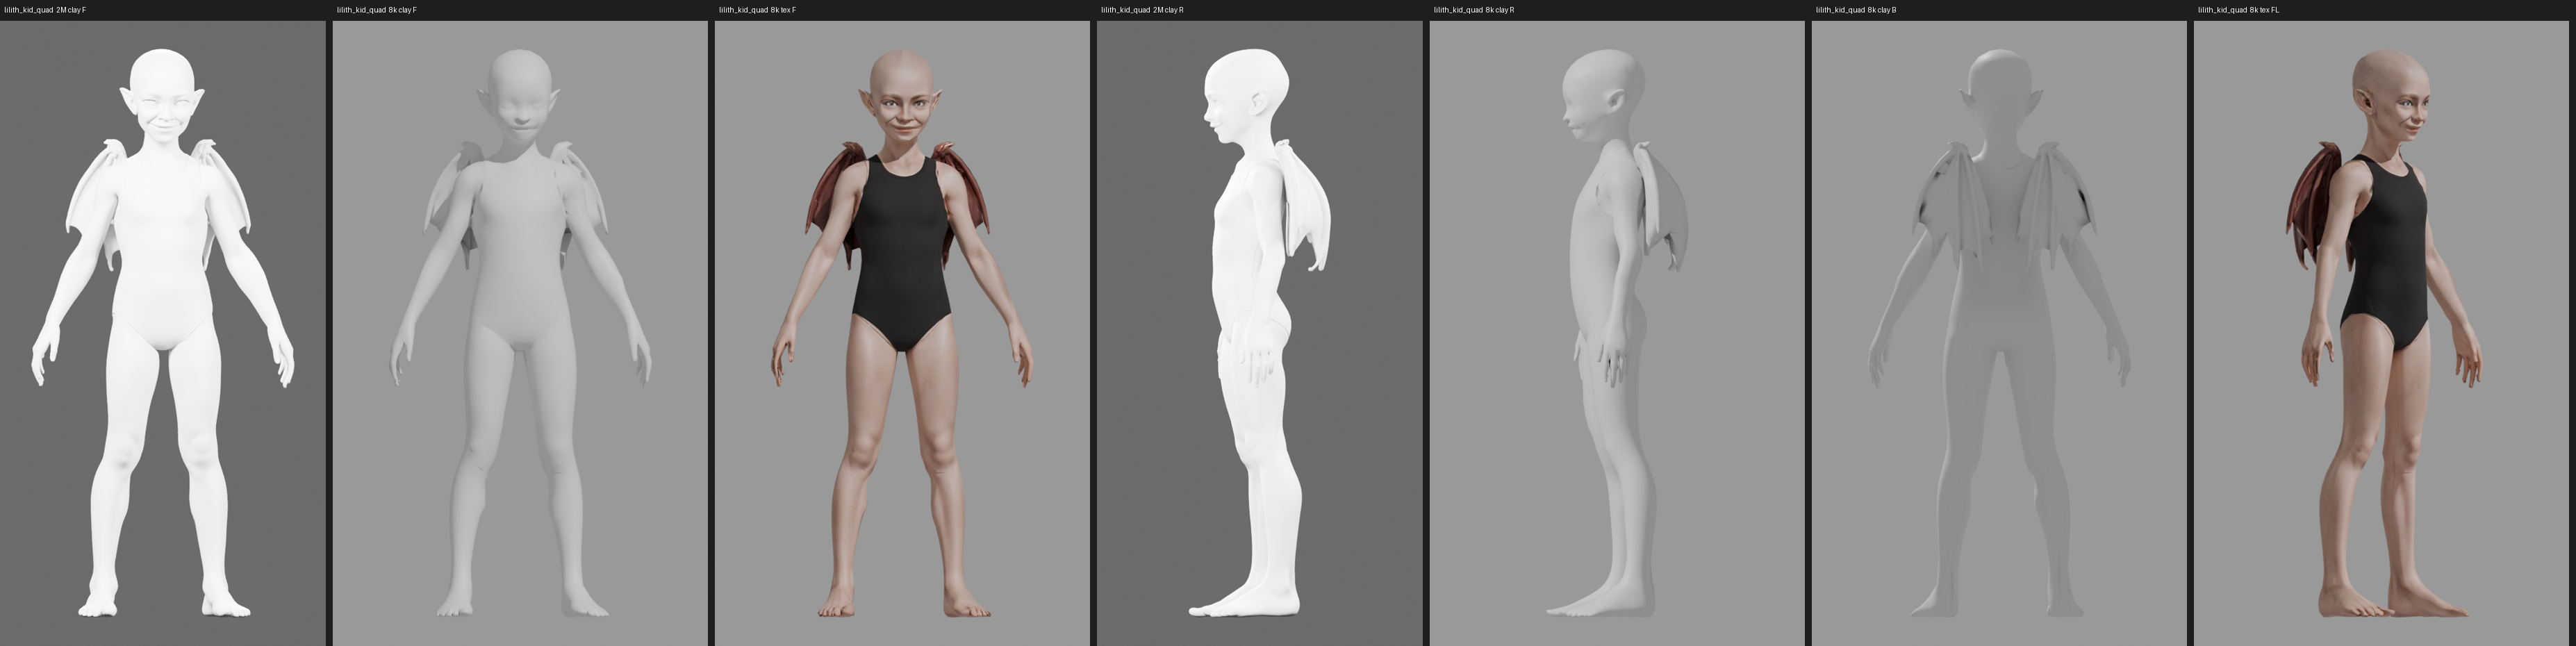 lilith_kid_quad 2M clay F
lilith_kid_quad 8k clay F
lilith_kid_quad 8k tex F
lilith_kid_quad 2M clay R
lilith_kid_quad 8k clay R
lilith_kid_quad 8k clay B
lilith_kid_quad 8k tex FL